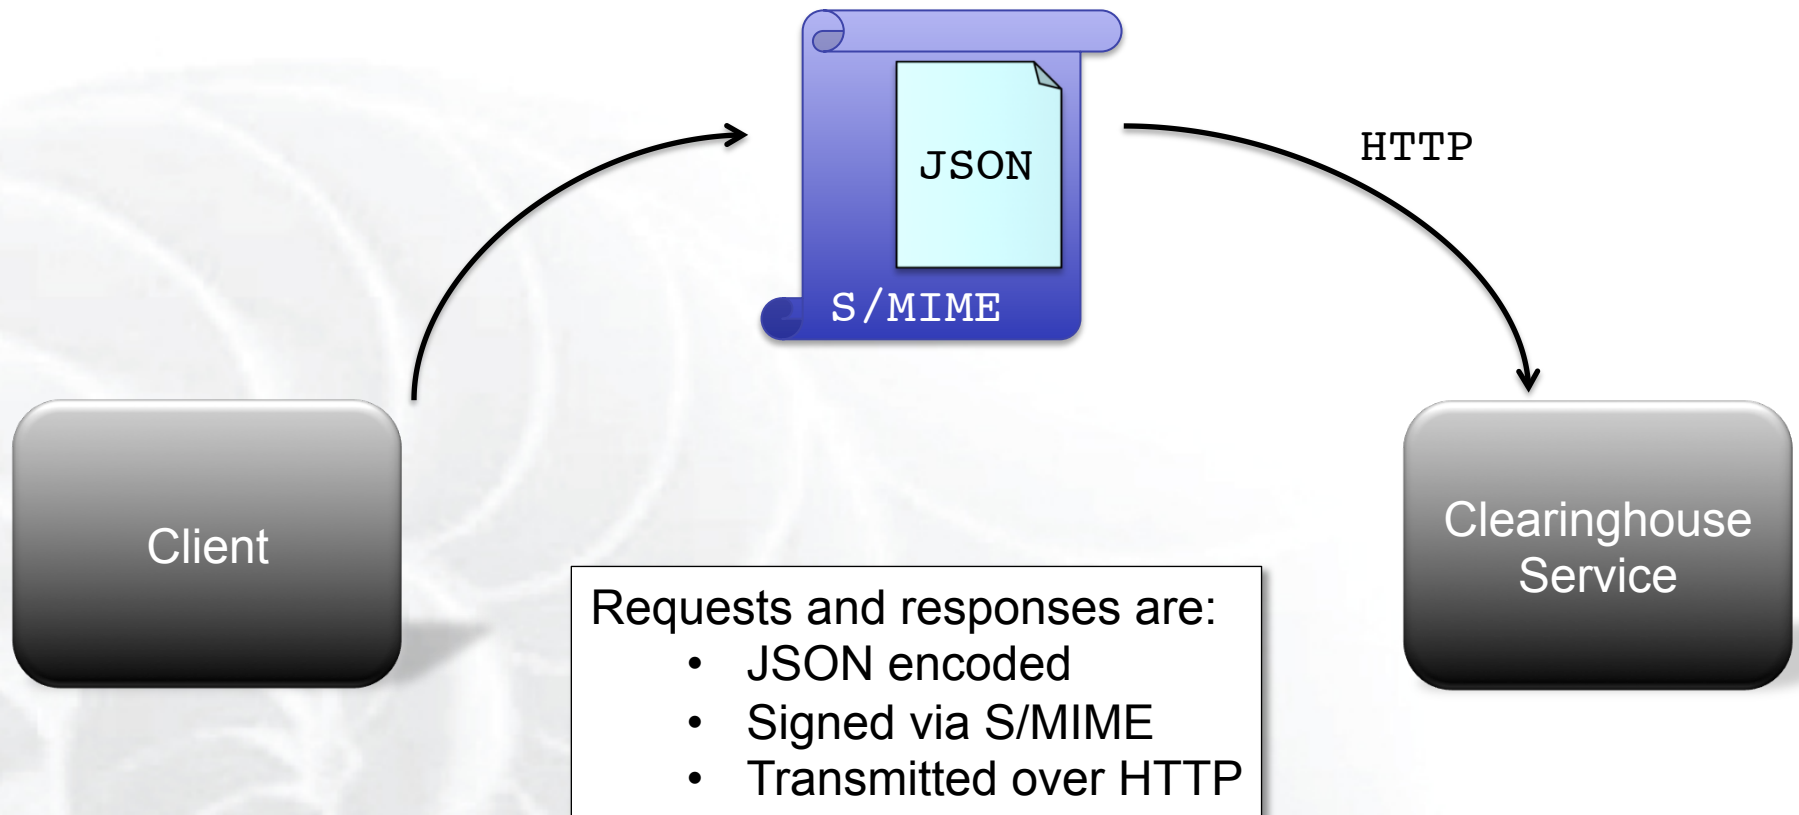 JSON
S/MIME
HTTP
Client
Clearinghouse
Service
Requests and responses are:
• JSON encoded
• Signed via S/MIME
• Transmitted over HTTP